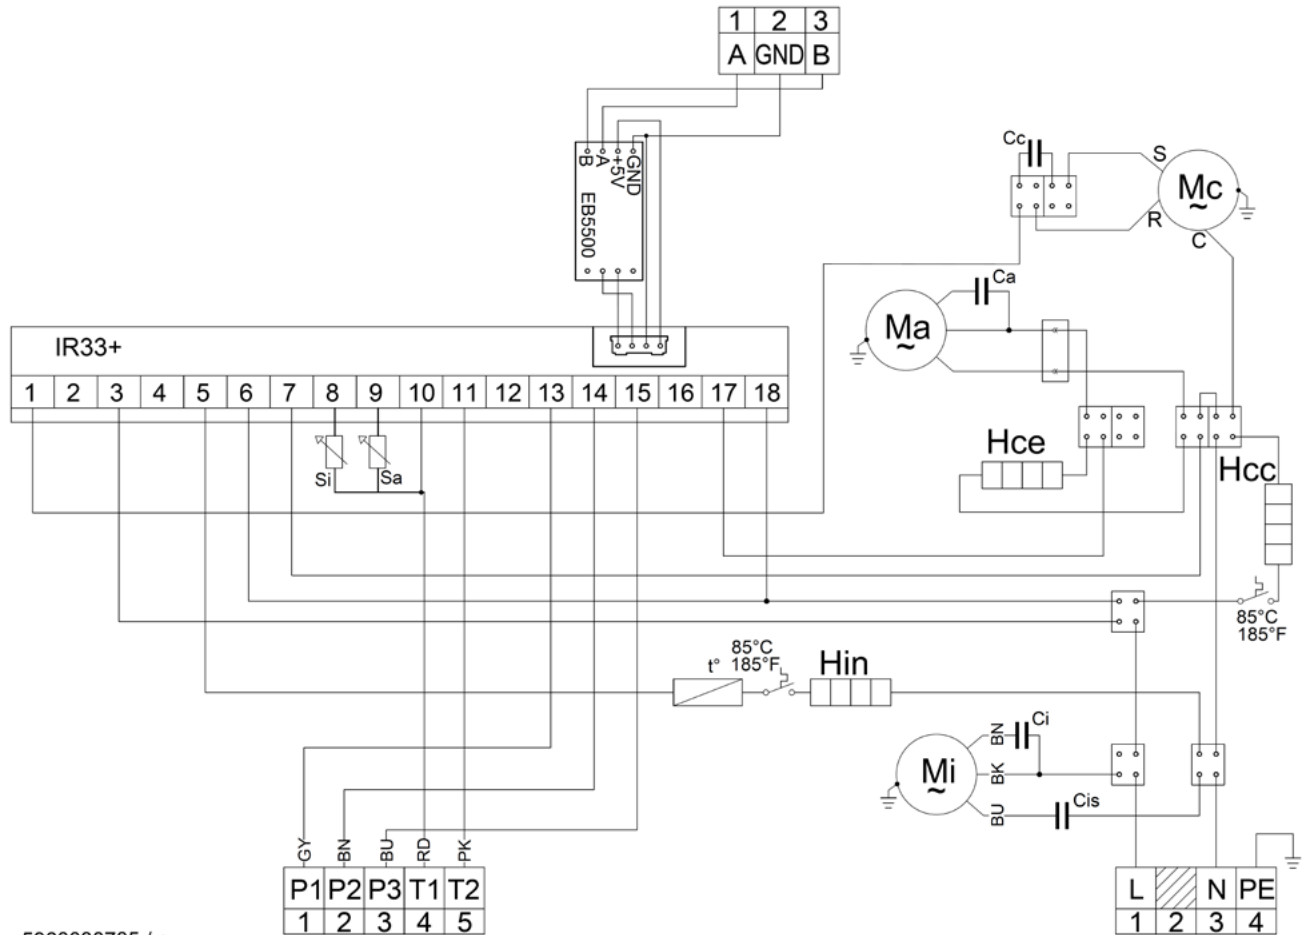 1 2 3
A GND B
B A +5V GND
EB5500
Cc
S
Mc
~
R
C
Ca
Ma
~
IR33+
1 2 3 4 5 6 7 8 9 10 11 12 13 14 15 16 17 18
Si
Sa
Hce
Hcc
85°C
185°F
t°
85°C
185°F
Hin
BN
Ci
Mi
~
BK
BU
Cis
GY BN BU RD PK
P1 P2 P3 T1 T2
1 2 3 4 5
L N PE
1 2 3 4